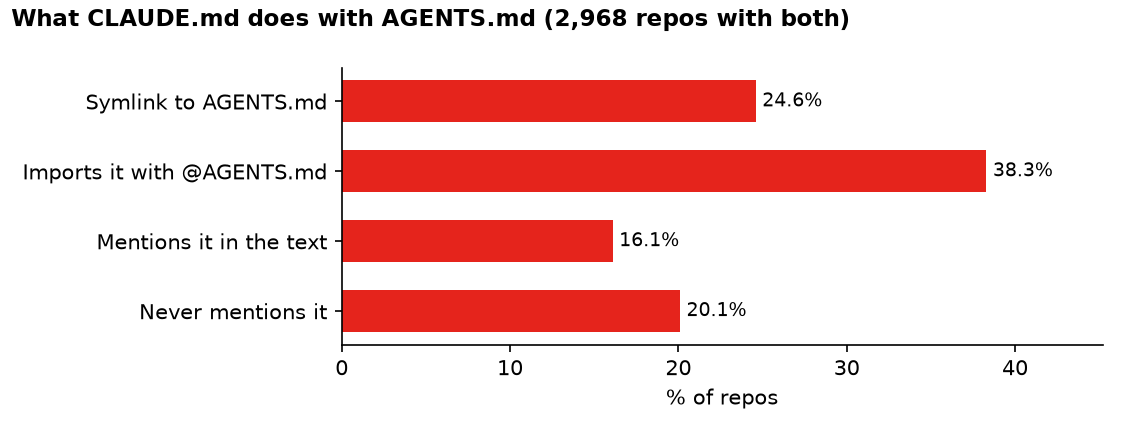 What CLAUDE.md does with AGENTS.md (2,968 repos with both)
Symlink to AGENTS.md 24.6%
Imports it with @AGENTS.md 38.3%
Mentions it in the text 16.1%
Never mentions it 20.1%
0 10 20 30 40
% of repos